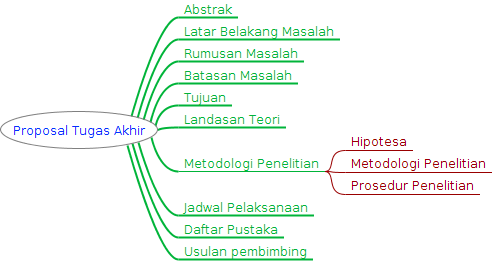 Abstrak
Latar Belakang Masalah
Rumusan Masalah
Batasan Masalah
Tujuan
Landasan Teori
Proposal Tugas Akhir
Metodologi Penelitian
Hipotesa
Metodologi Penelitian
Prosedur Penelitian
Jadwal Pelaksanaan
Daftar Pustaka
Usulan pembimbing